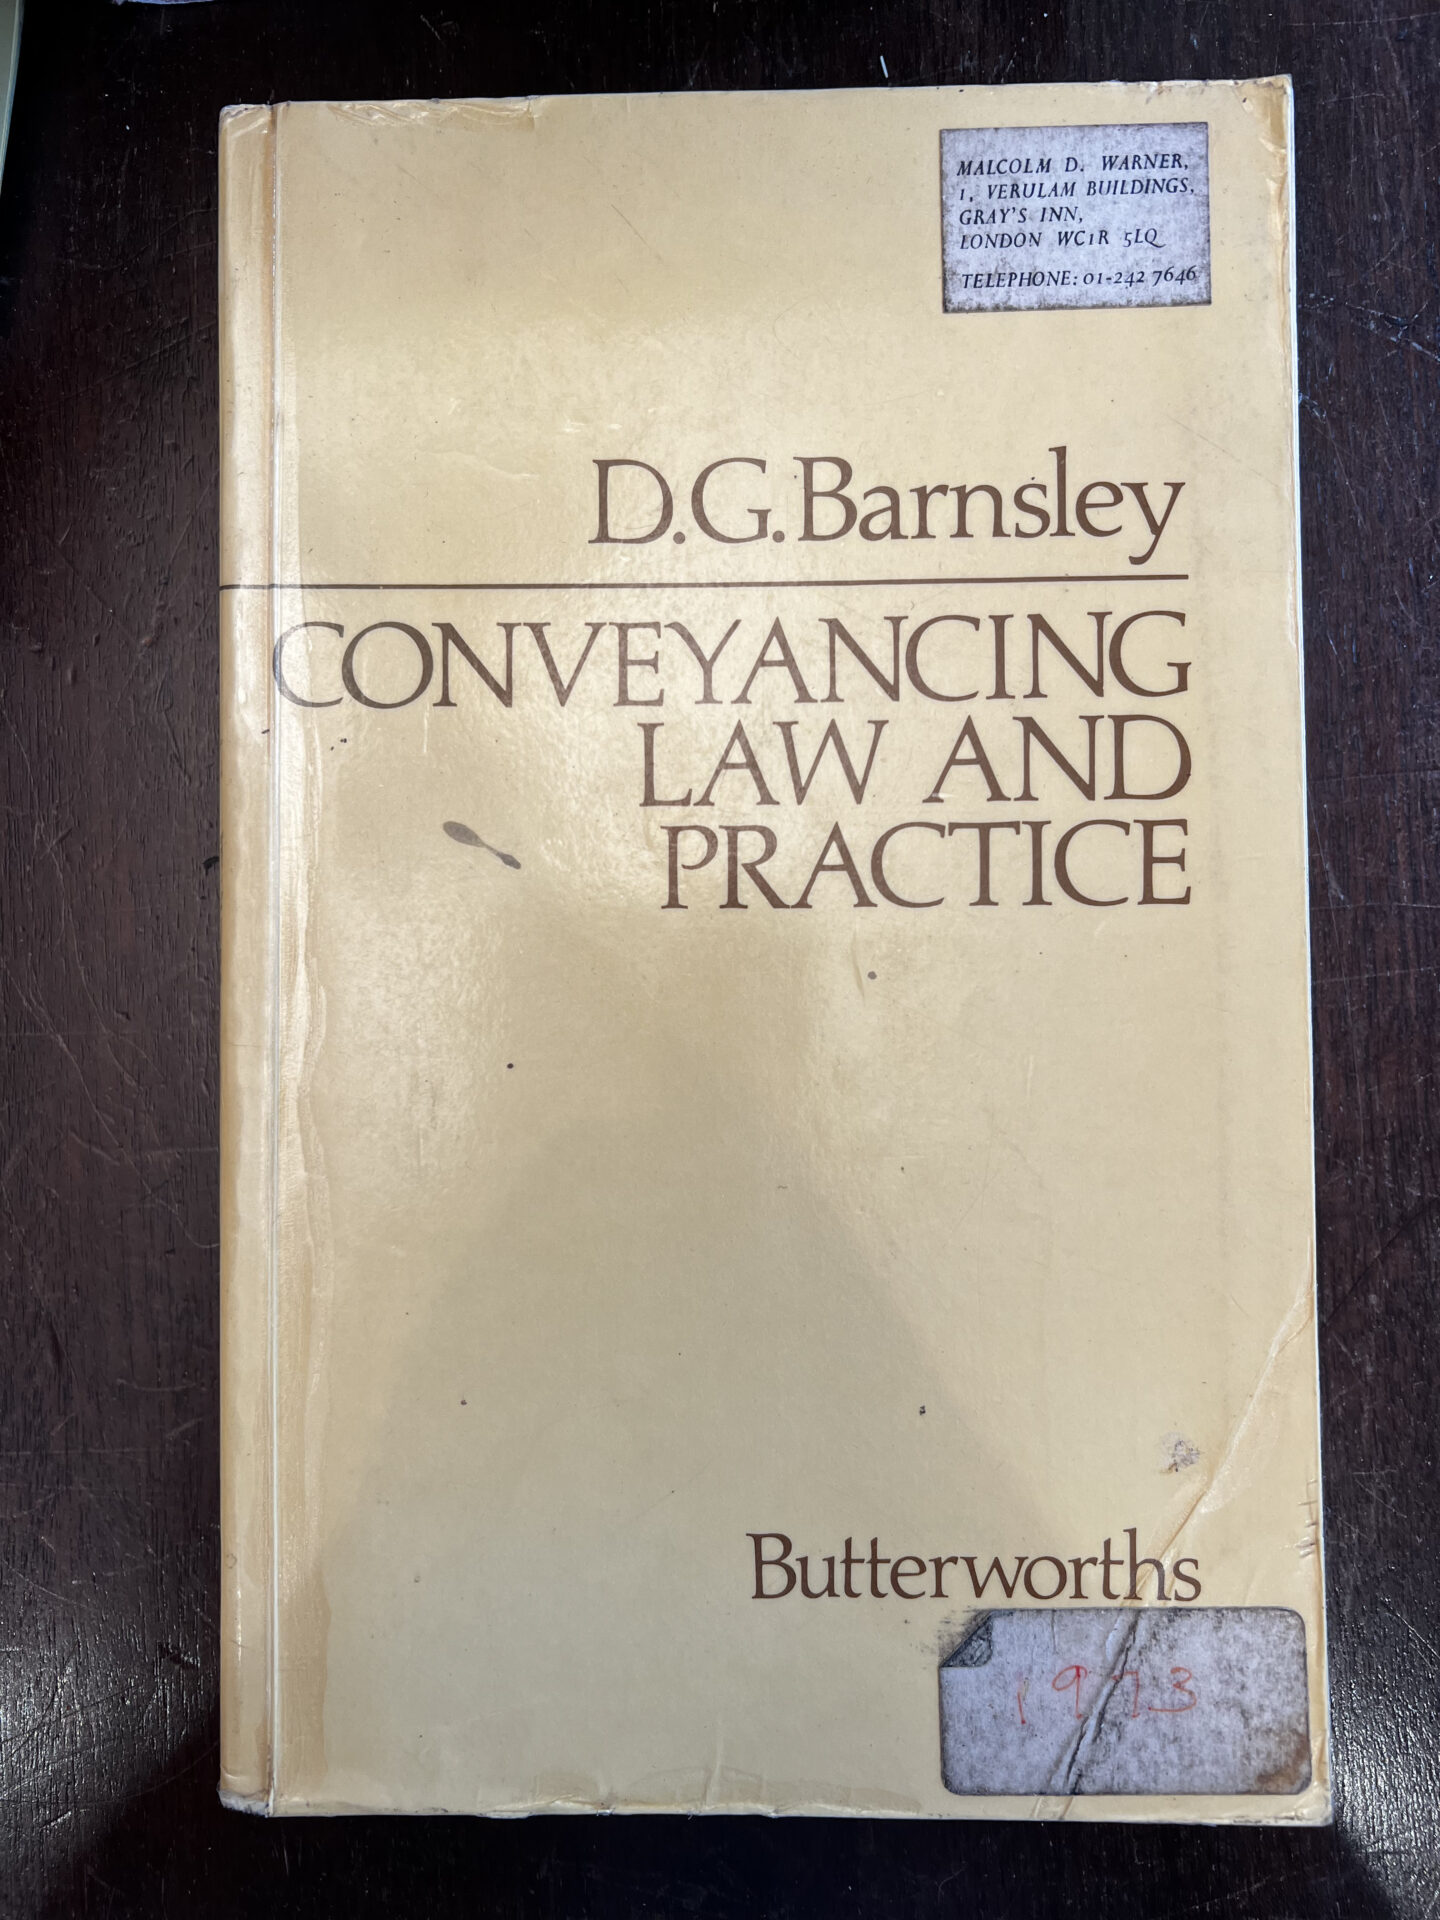 MALCOLM D. WARNER,
1, VERULAM BUILDINGS,
GRAY'S INN,
LONDON WC1R 5LQ
TELEPHONE: 01-242 7646
D.G.Barnsley
CONVEYANCING
LAW AND
PRACTICE
Butterworths
1973